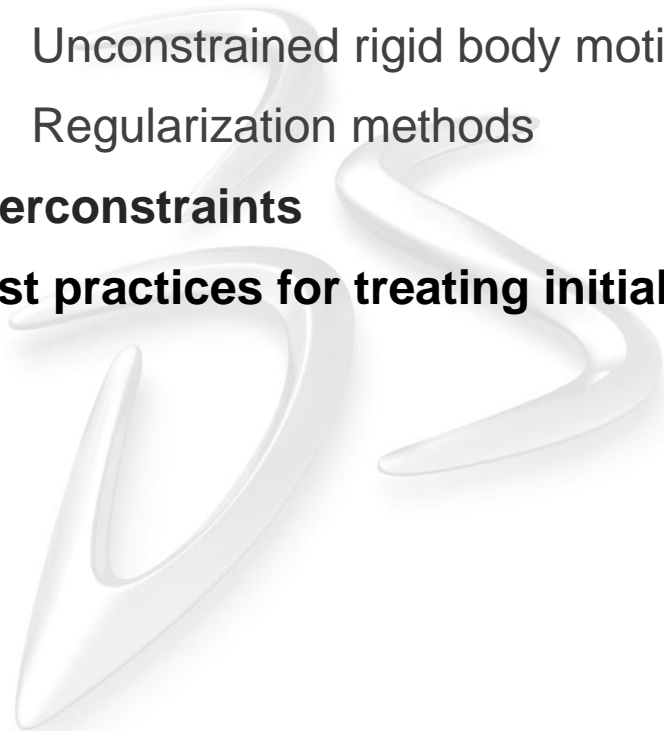 Unconstrained rigid body moti
Regularization methods
erconstraints
st practices for treating initial